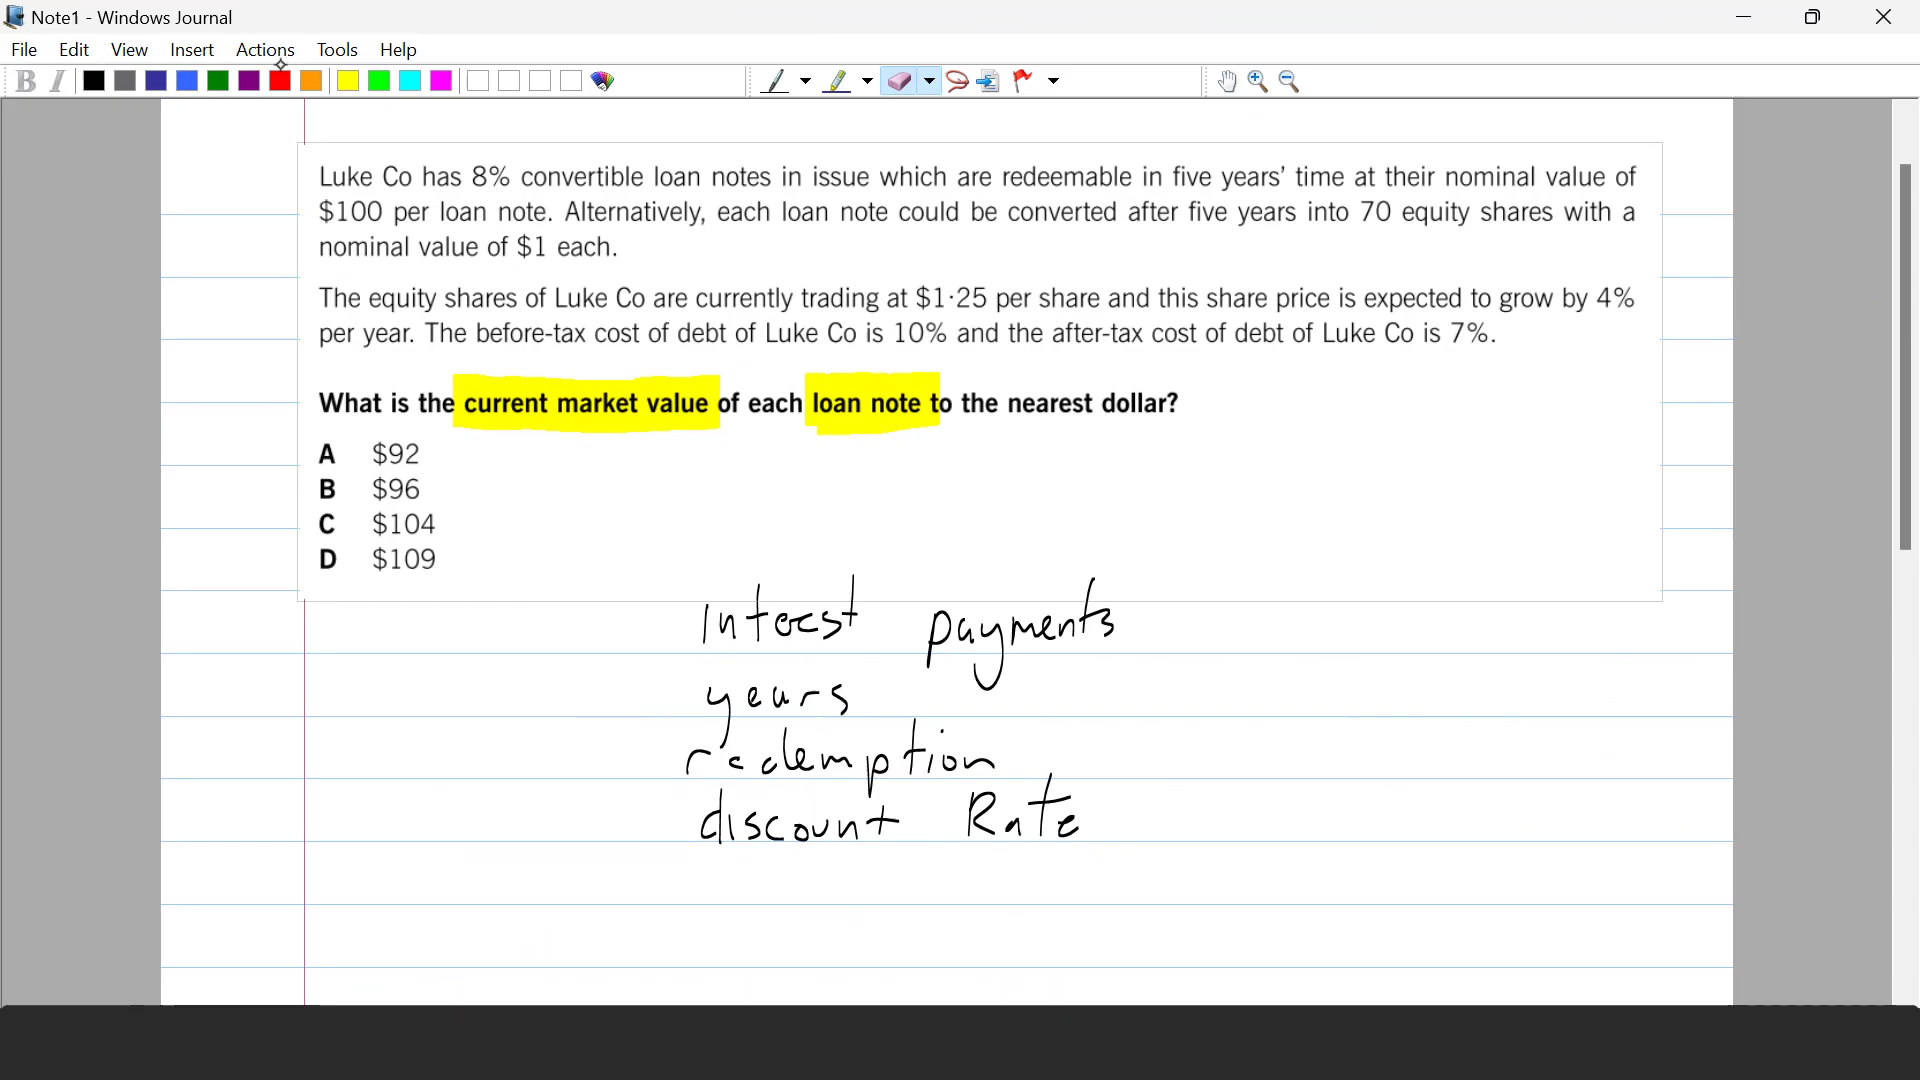 Note1 - Windows Journal
File Edit View Insert Actions Tools Help
B I
Luke Co has 8% convertible loan notes in issue which are redeemable in five years’ time at their nominal value of
$100 per loan note. Alternatively, each loan note could be converted after five years into 70 equity shares with a
nominal value of $1 each.
The equity shares of Luke Co are currently trading at $1·25 per share and this share price is expected to grow by 4%
per year. The before-tax cost of debt of Luke Co is 10% and the after-tax cost of debt of Luke Co is 7%.
What is the current market value of each loan note to the nearest dollar?
A $92
B $96
C $104
D $109
Interest payments
years
redemption
discount Rate